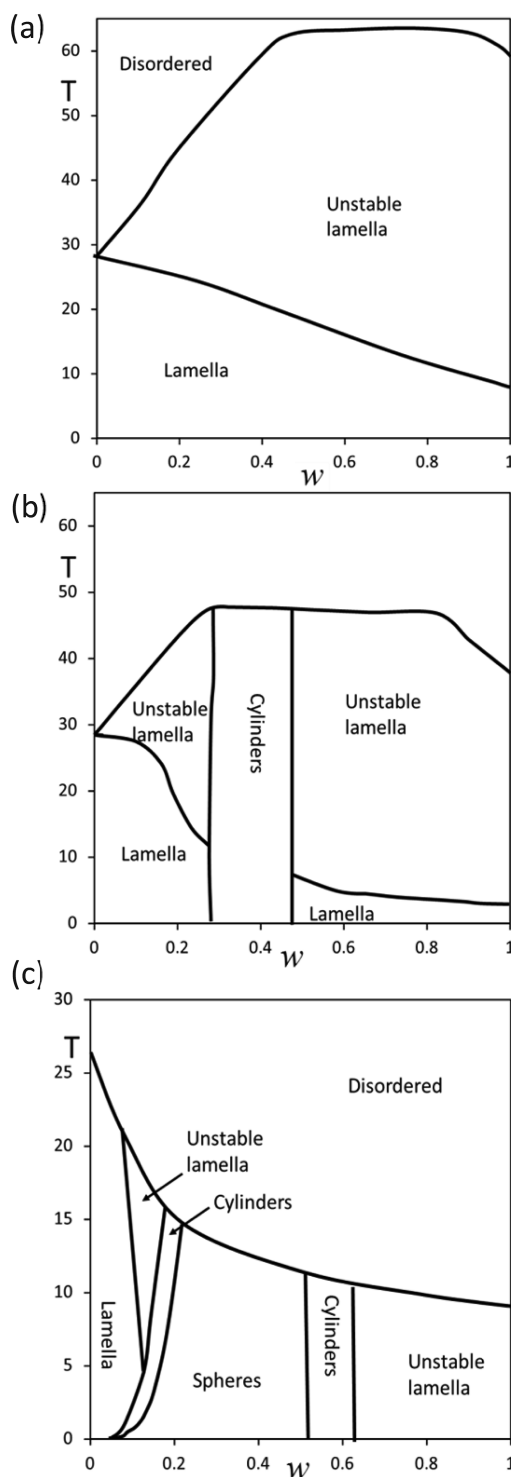 (a)
60
Disordered
T
50
40
Unstable
lamella
30
20
Lamella
10
0
0
0.2
0.4
0.6
0.8
1
w
(b)
60
T
50
40
Unstable
lamella
Cylinders
Unstable
lamella
30
20
Lamella
10
Lamella
0
0
0.2
0.4
0.6
0.8
1
w
(c)
30
T
25
Disordered
20
Unstable
lamella
Cylinders
15
10
Lamella
Cylinders
5
Spheres
Unstable
lamella
0
0
0.2
0.4
0.6
0.8
1
w